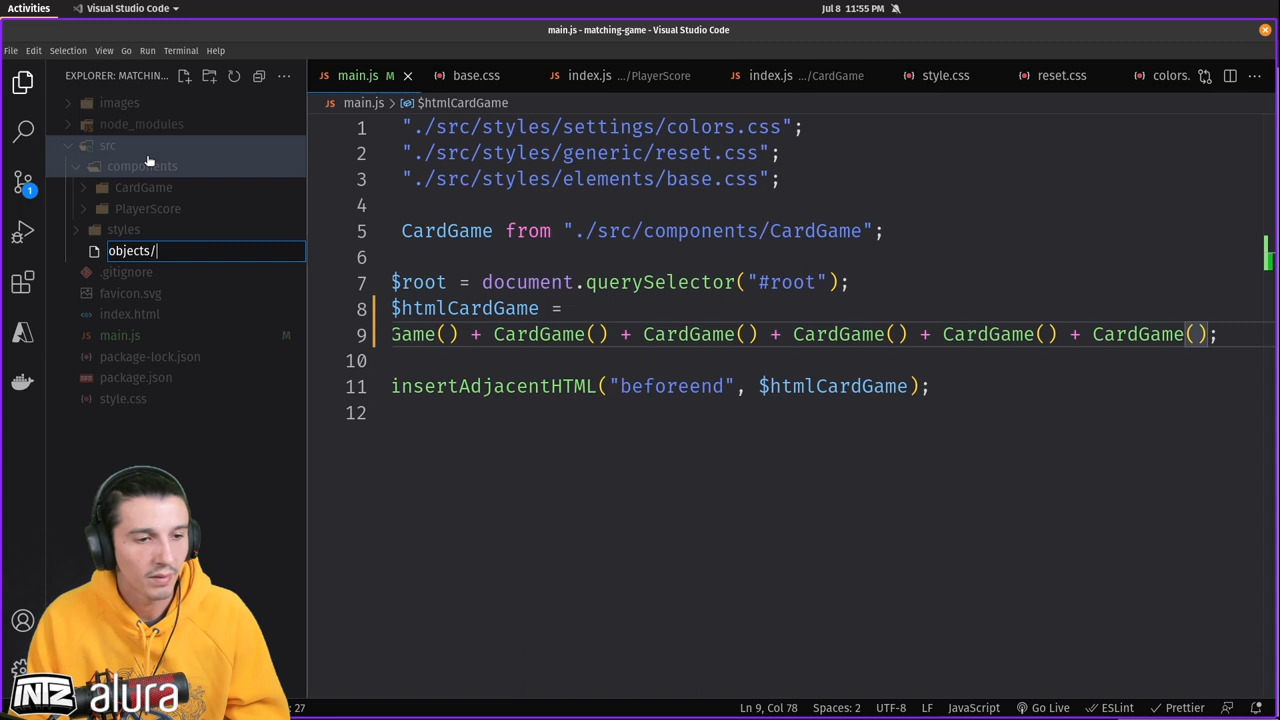 Activities
Visual Studio Code
Jul 8 11:55 PM
main.js - matching-game - Visual Studio Code
File Edit Selection View Go Run Terminal Help
EXPLORER: MATCHIN...
main.js M
base.css
index.js .../PlayerScore
index.js .../CardGame
style.css
reset.css
colors.
JS main.js > $htmlCardGame
images
node_modules
src
components
CardGame
PlayerScore
styles
objects/
.gitignore
favicon.svg
index.html
main.js M
package-lock.json
package.json
style.css
1
1 "./src/styles/settings/colors.css";
2 "./src/styles/generic/reset.css";
3 "./src/styles/elements/base.css";
4
5 CardGame from "./src/components/CardGame";
6
7 $root = document.querySelector("#root");
8 $htmlCardGame =
9 Game() + CardGame() + CardGame() + CardGame() + CardGame() + CardGame();
10
11 insertAdjacentHTML("beforeend", $htmlCardGame);
12
INTZ alura
: 27
Ln 9, Col 78 Spaces: 2 UTF-8 LF JavaScript Go Live ESLint Prettier